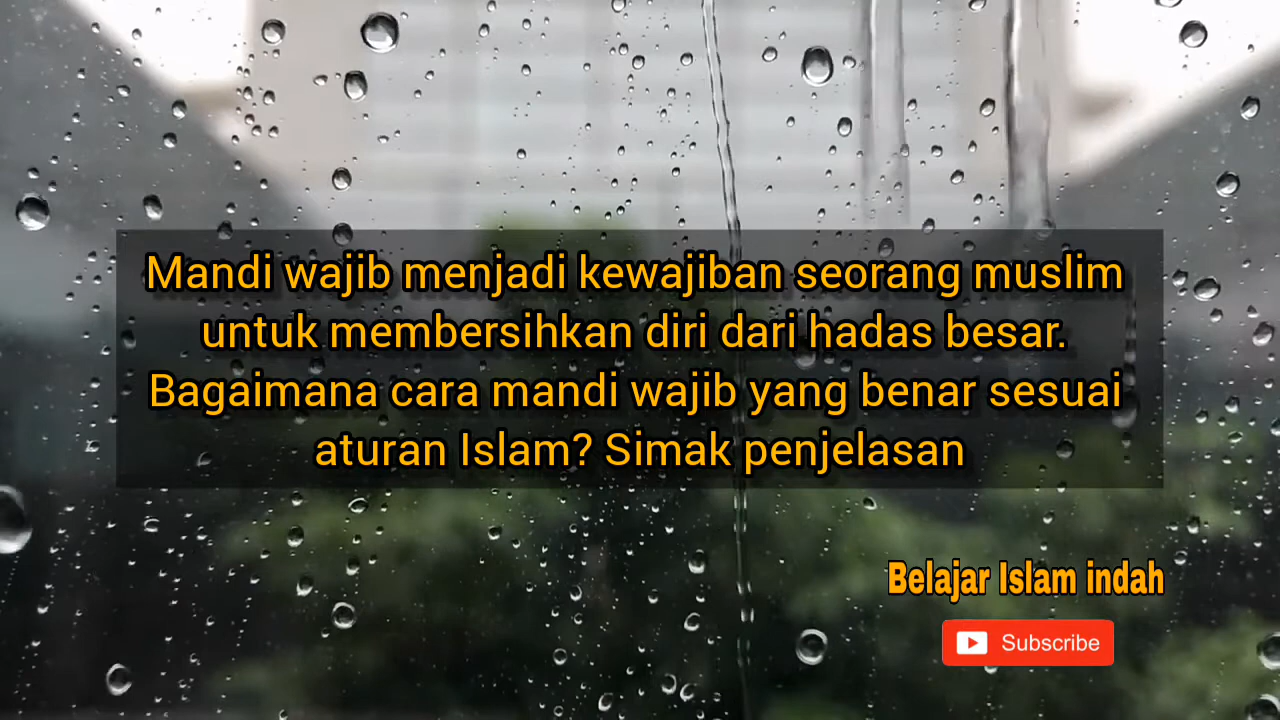 Mandi wajib menjadi kewajiban seorang muslim
untuk membersihkan diri dari hadas besar.
Bagaimana cara mandi wajib yang benar sesuai
aturan Islam? Simak penjelasan
Belajar Islam indah
Subscribe